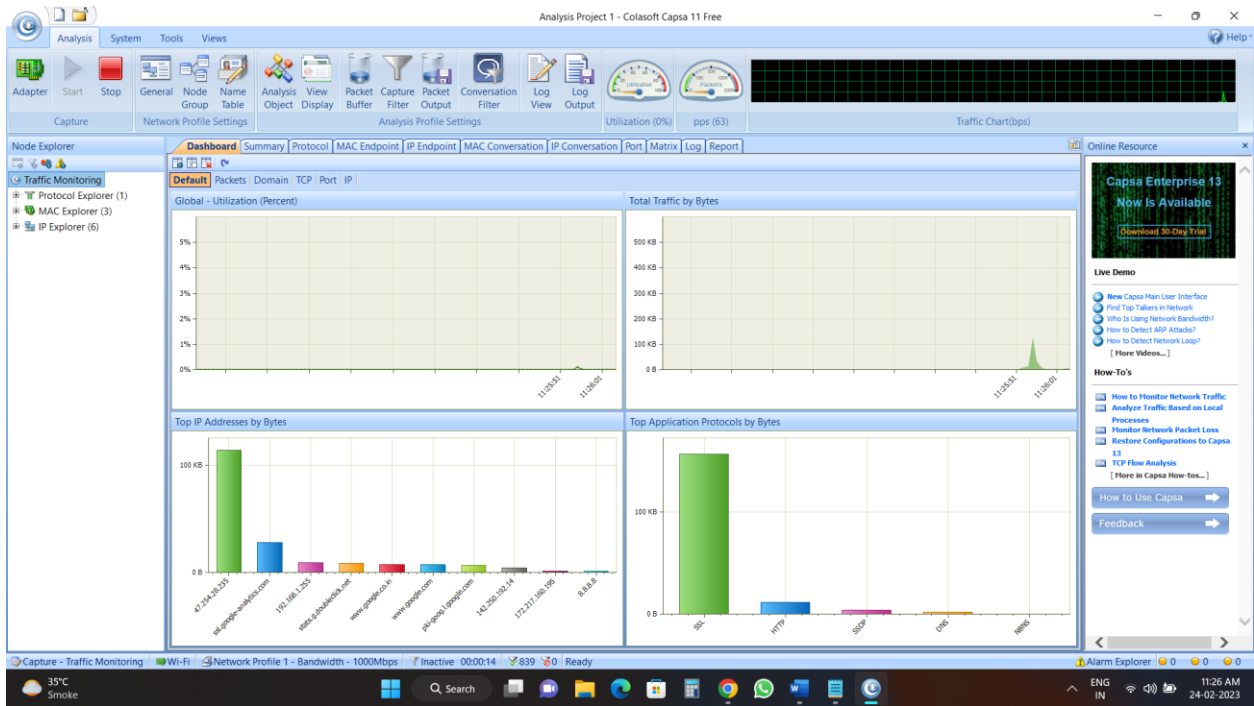 Analysis Project 1 - Colasoft Capsa 11 Free
Analysis System Tools Views Help
Adapter Start Stop General Node Group Name Table Analysis Object View Display Packet Buffer Capture Filter Packet Output Conversation Filter Log View Log Output
Capture Network Profile Settings Analysis Profile Settings Utilization (0%) pps (63) Traffic Chart(bps)
Node Explorer
Traffic Monitoring
Protocol Explorer (1)
MAC Explorer (3)
IP Explorer (6)
Dashboard Summary Protocol MAC Endpoint IP Endpoint MAC Conversation IP Conversation Port Matrix Log Report
Default Packets Domain TCP Port IP
Global - Utilization (Percent)
5%
4%
3%
2%
1%
0%
11:25:51 11:26:01
Total Traffic by Bytes
500 KB
400 KB
300 KB
200 KB
100 KB
0 B
11:25:51 11:26:01
Top IP Addresses by Bytes
100 KB
0 B
47.254.28.235
ssl.google-analytics.com
192.168.1.255
stats.g.doubleclick.net
www.google.co.in
www.google.com
pki-goog.l.google.com
142.250.192.14
172.217.160.195
8.8.8.8
Top Application Protocols by Bytes
100 KB
0 B
SSL
HTTP
SSDP
DNS
NBNS
Online Resource
Capsa Enterprise 13
Now Is Available
Download 30-Day Trial
Live Demo
New Capsa Main User Interface
Find Top Talkers in Network
Who Is Using Network Bandwidth?
How to Detect ARP Attacks?
How to Detect Network Loop?
[ More Videos... ]
How-To's
How to Monitor Network Traffic
Analyze Traffic Based on Local
Processes
Monitor Network Packet Loss
Restore Configurations to Capsa
13
TCP Flow Analysis
[ More in Capsa How-tos... ]
How to Use Capsa
Feedback
Capture - Traffic Monitoring Wi-Fi Network Profile 1 - Bandwidth - 1000Mbps Inactive 00:00:14 839 0 Ready Alarm Explorer 0 0 0
35°C
Smoke
Search
ENG
IN
11:26 AM
24-02-2023